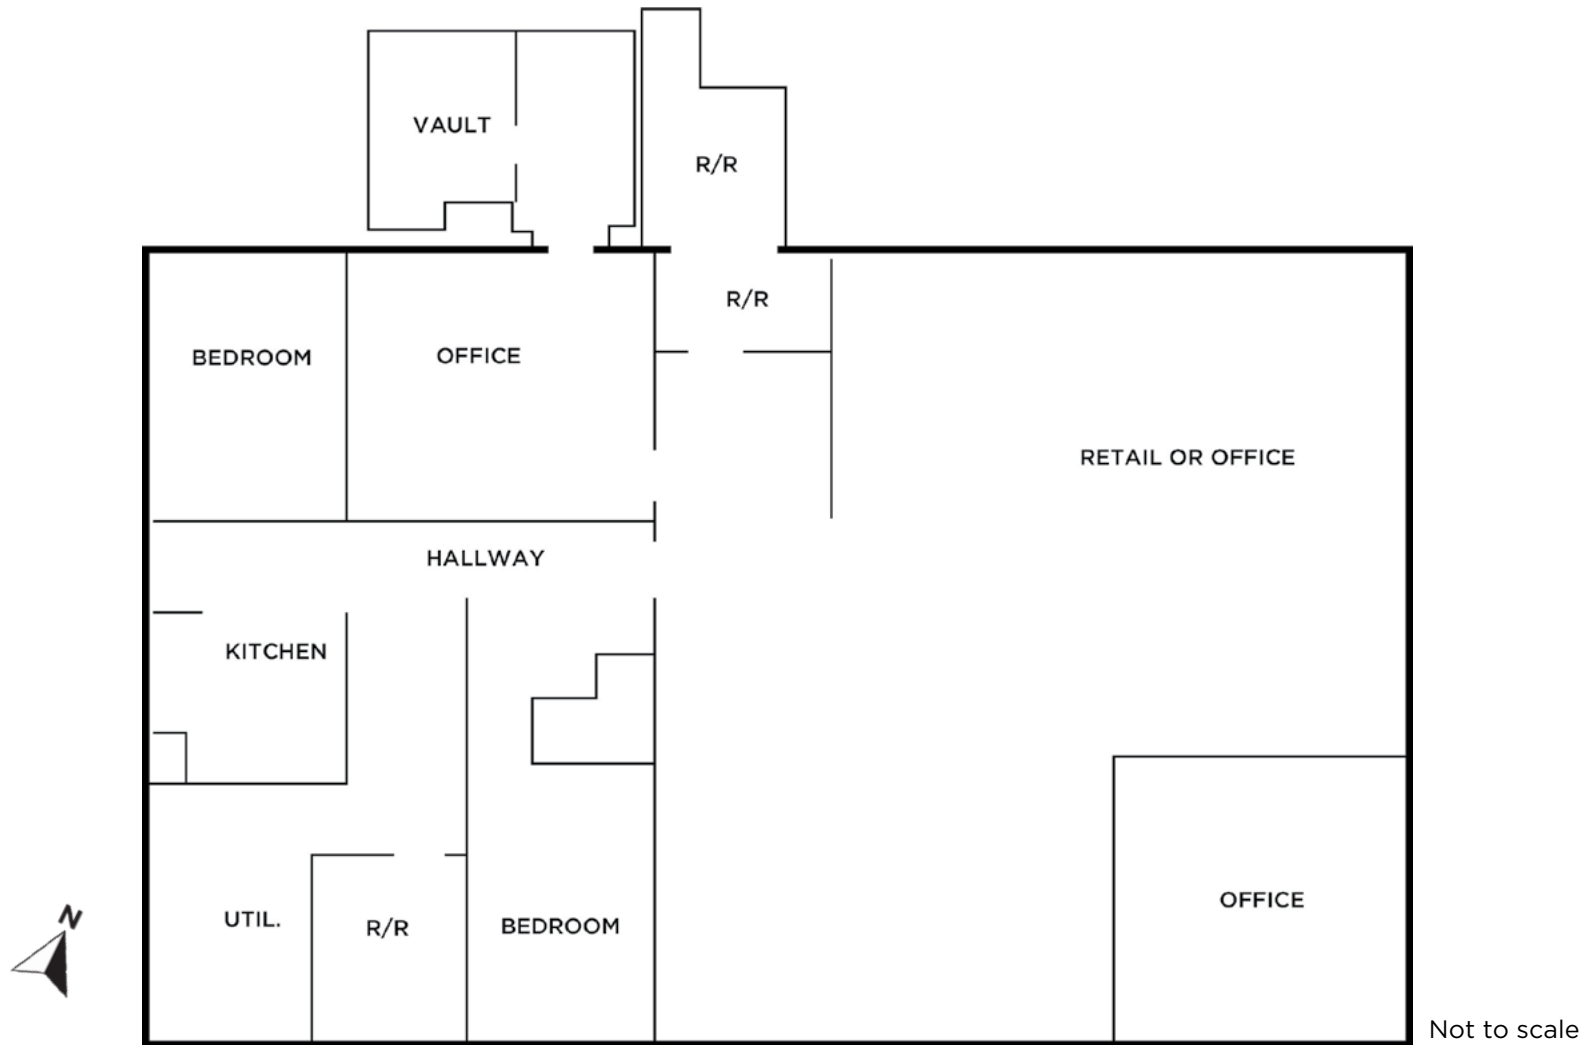 VAULT
R/R
R/R
BEDROOM
OFFICE
RETAIL OR OFFICE
HALLWAY
KITCHEN
OFFICE
UTIL.
R/R
BEDROOM
N
Not to scale